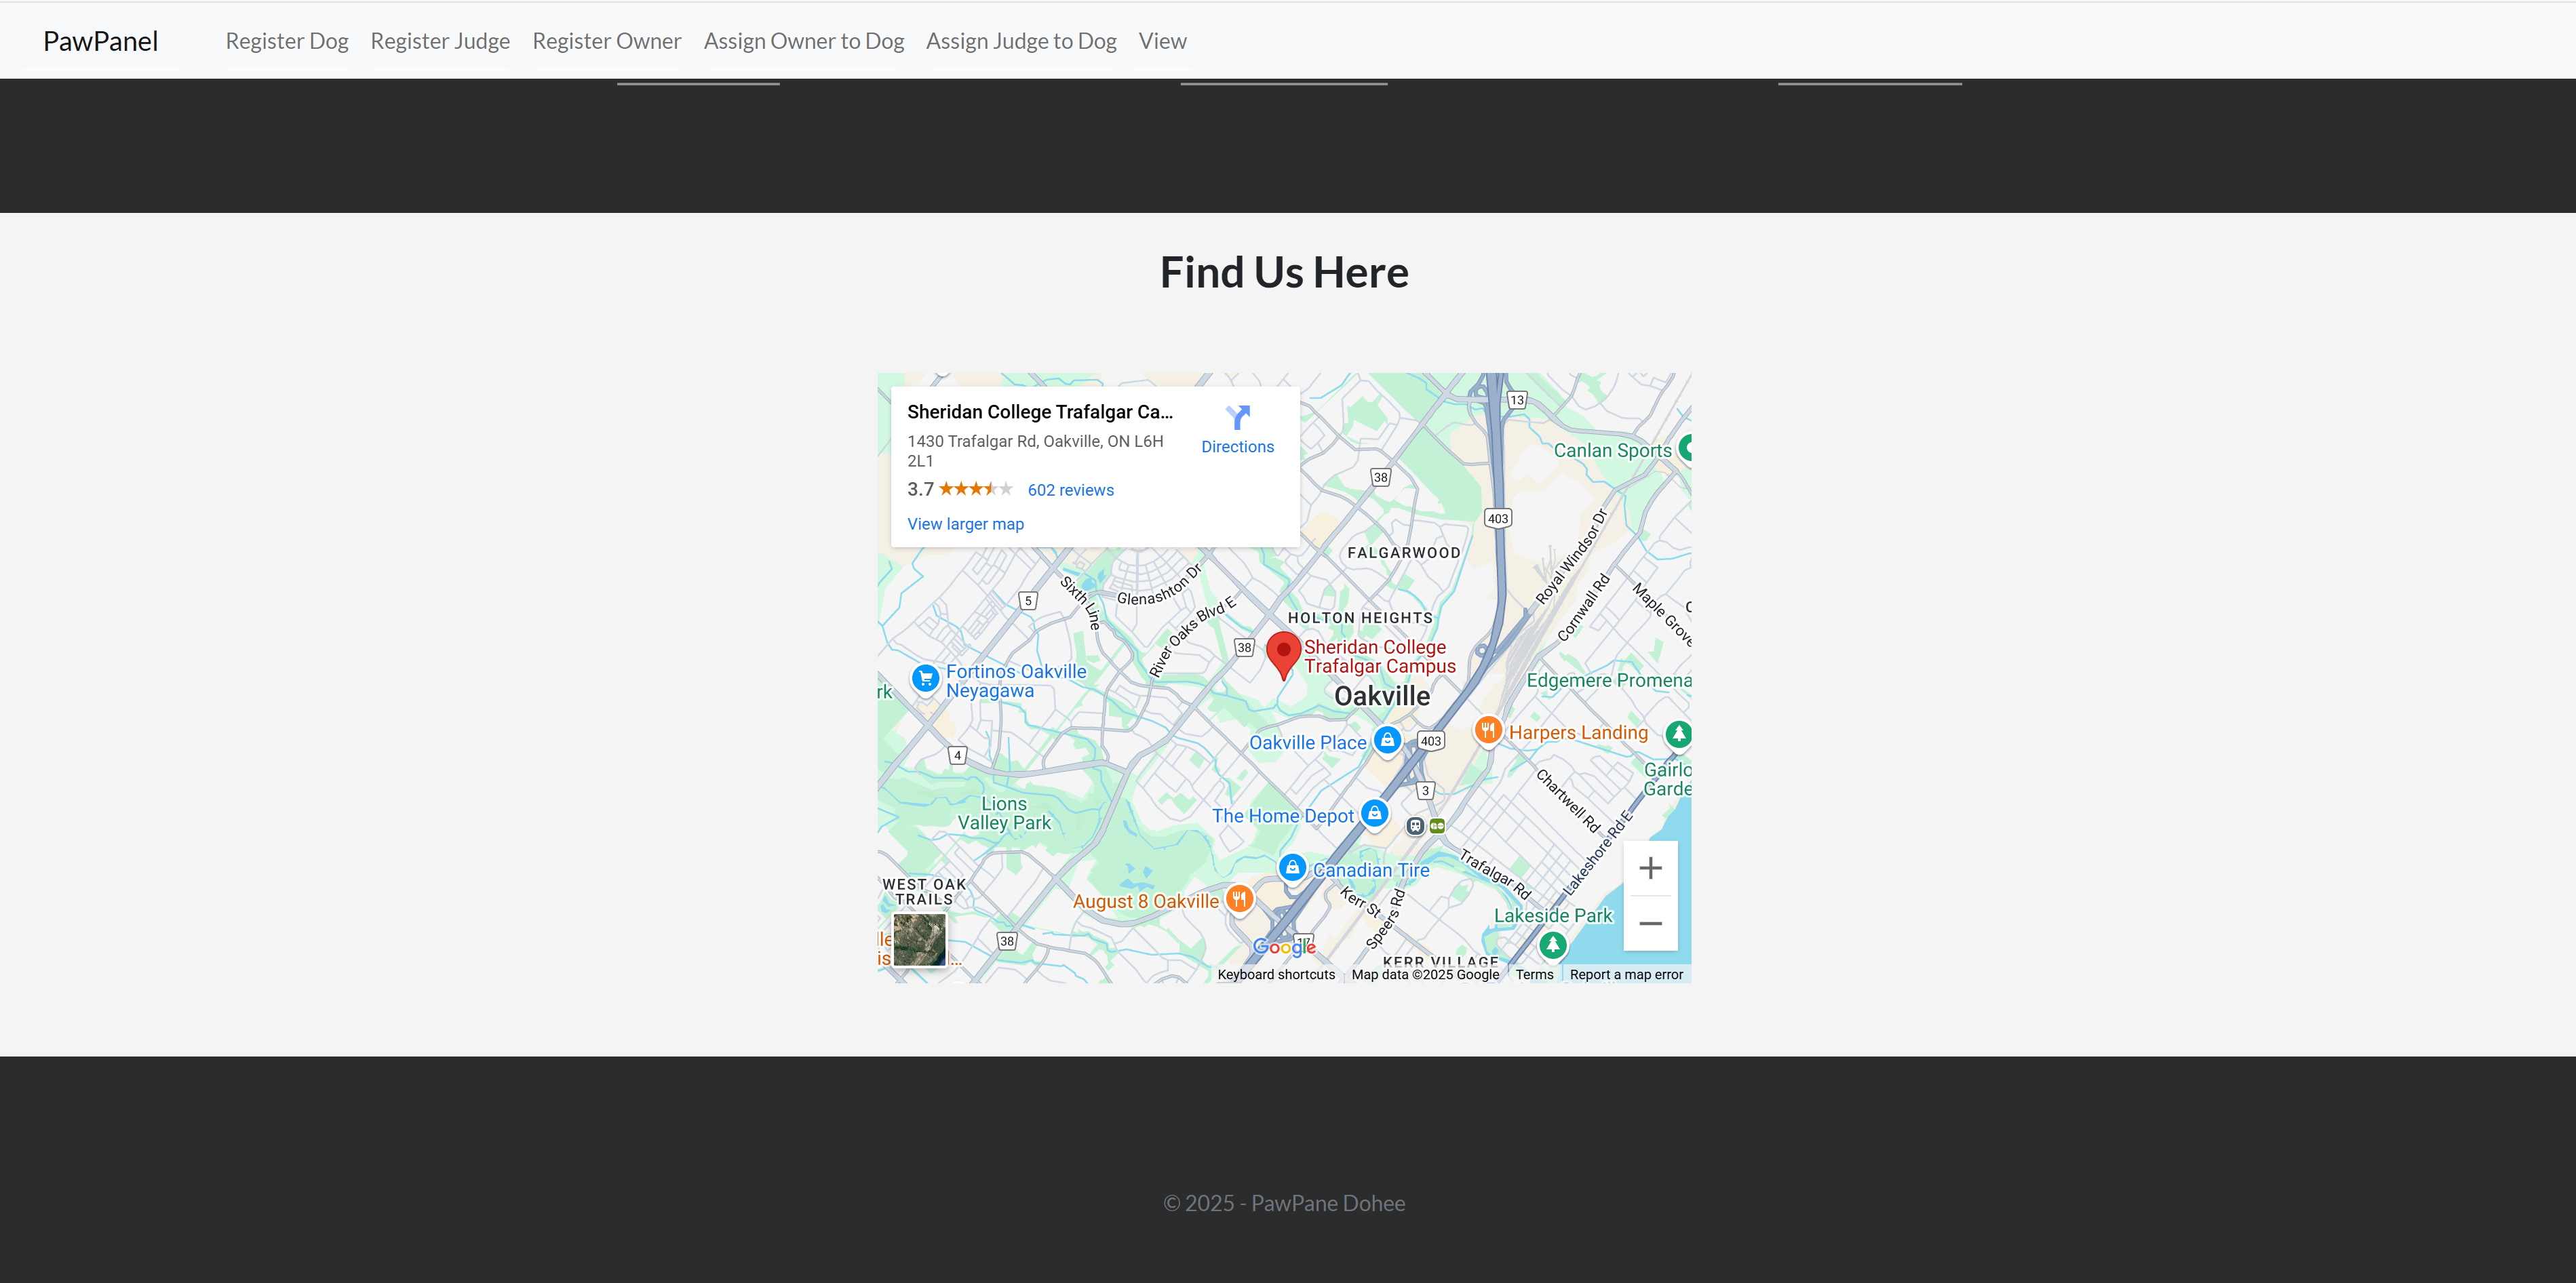 PawPanel
Register Dog
Register Judge
Register Owner
Assign Owner to Dog
Assign Judge to Dog
View
Find Us Here
Sheridan College Trafalgar Ca...
1430 Trafalgar Rd, Oakville, ON L6H
2L1
3.7
602 reviews
View larger map
Directions
13
Canlan Sports
38
403
Royal Windsor Dr
FALGARWOOD
Sixth Line
Glenashton Dr
5
River Oaks Blvd E
Cornwall Rd
Maple Grove
HOLTON HEIGHTS
38
Sheridan College
Trafalgar Campus
Oakville
Fortinos Oakville
Neyagawa
rk
Edgemere Promena
Oakville Place
403
Harpers Landing
4
Gairlo
Garde
3
Chartwell Rd
Lions
Valley Park
The Home Depot
Lakeshore Rd E
Trafalgar Rd
Canadian Tire
WEST OAK
TRAILS
August 8 Oakville
Kerr St
Speers Rd
Lakeside Park
38
Google
KERR VILLAGE
Keyboard shortcuts
Map data ©2025 Google
Terms
Report a map error
© 2025 - PawPane Dohee